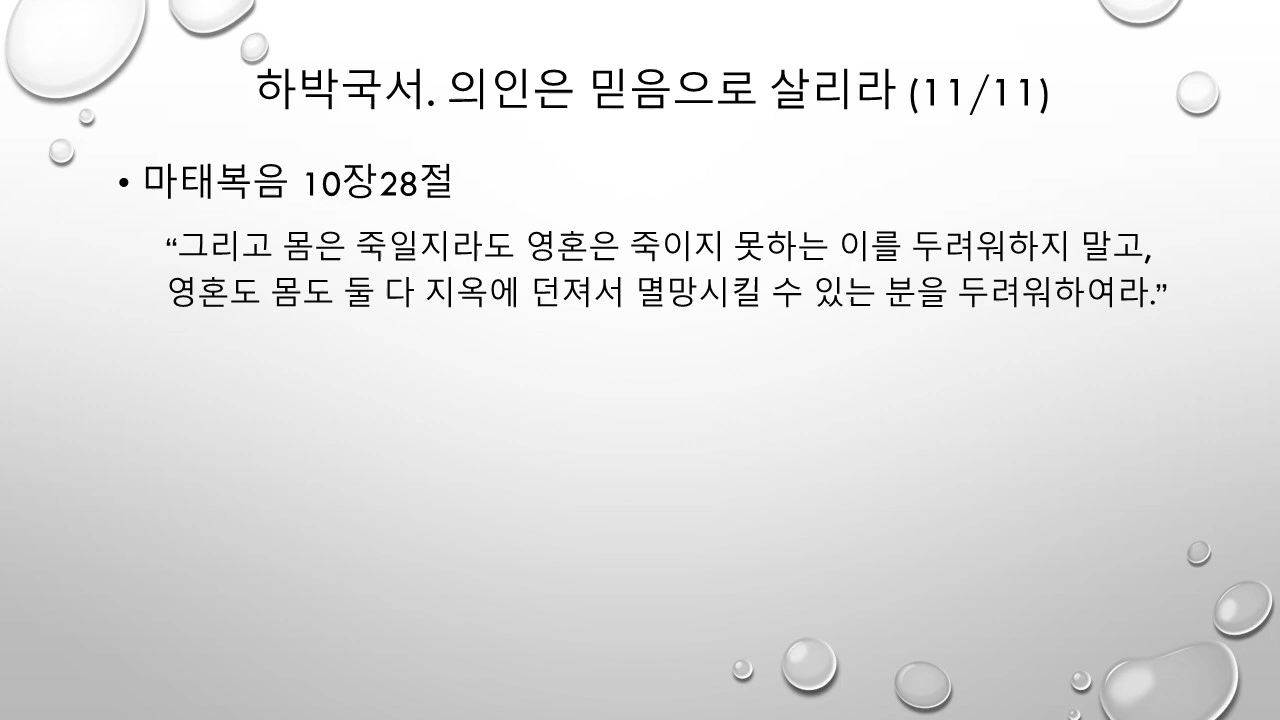 하박국서. 의인은 믿음으로 살리라 (11/11)
• 마태복음 10장28절
“그리고 몸은 죽일지라도 영혼은 죽이지 못하는 이를 두려워하지 말고,
영혼도 몸도 둘 다 지옥에 던져서 멸망시킬 수 있는 분을 두려워하여라.”